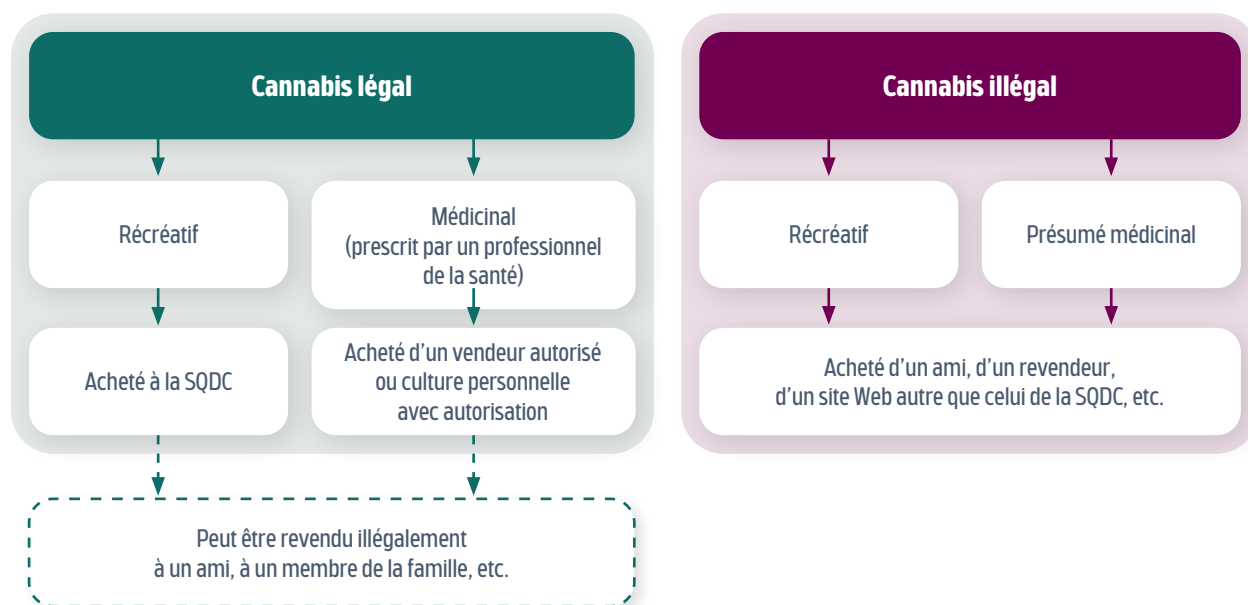 Cannabis légal
Récréatif
Médicinal
(prescrit par un professionnel
de la santé)
Acheté à la SQDC
Acheté d’un vendeur autorisé
ou culture personnelle
avec autorisation
Peut être revendu illégalement
à un ami, à un membre de la famille, etc.
Cannabis illégal
Récréatif
Présumé médicinal
Acheté d’un ami, d’un revendeur,
d’un site Web autre que celui de la SQDC, etc.